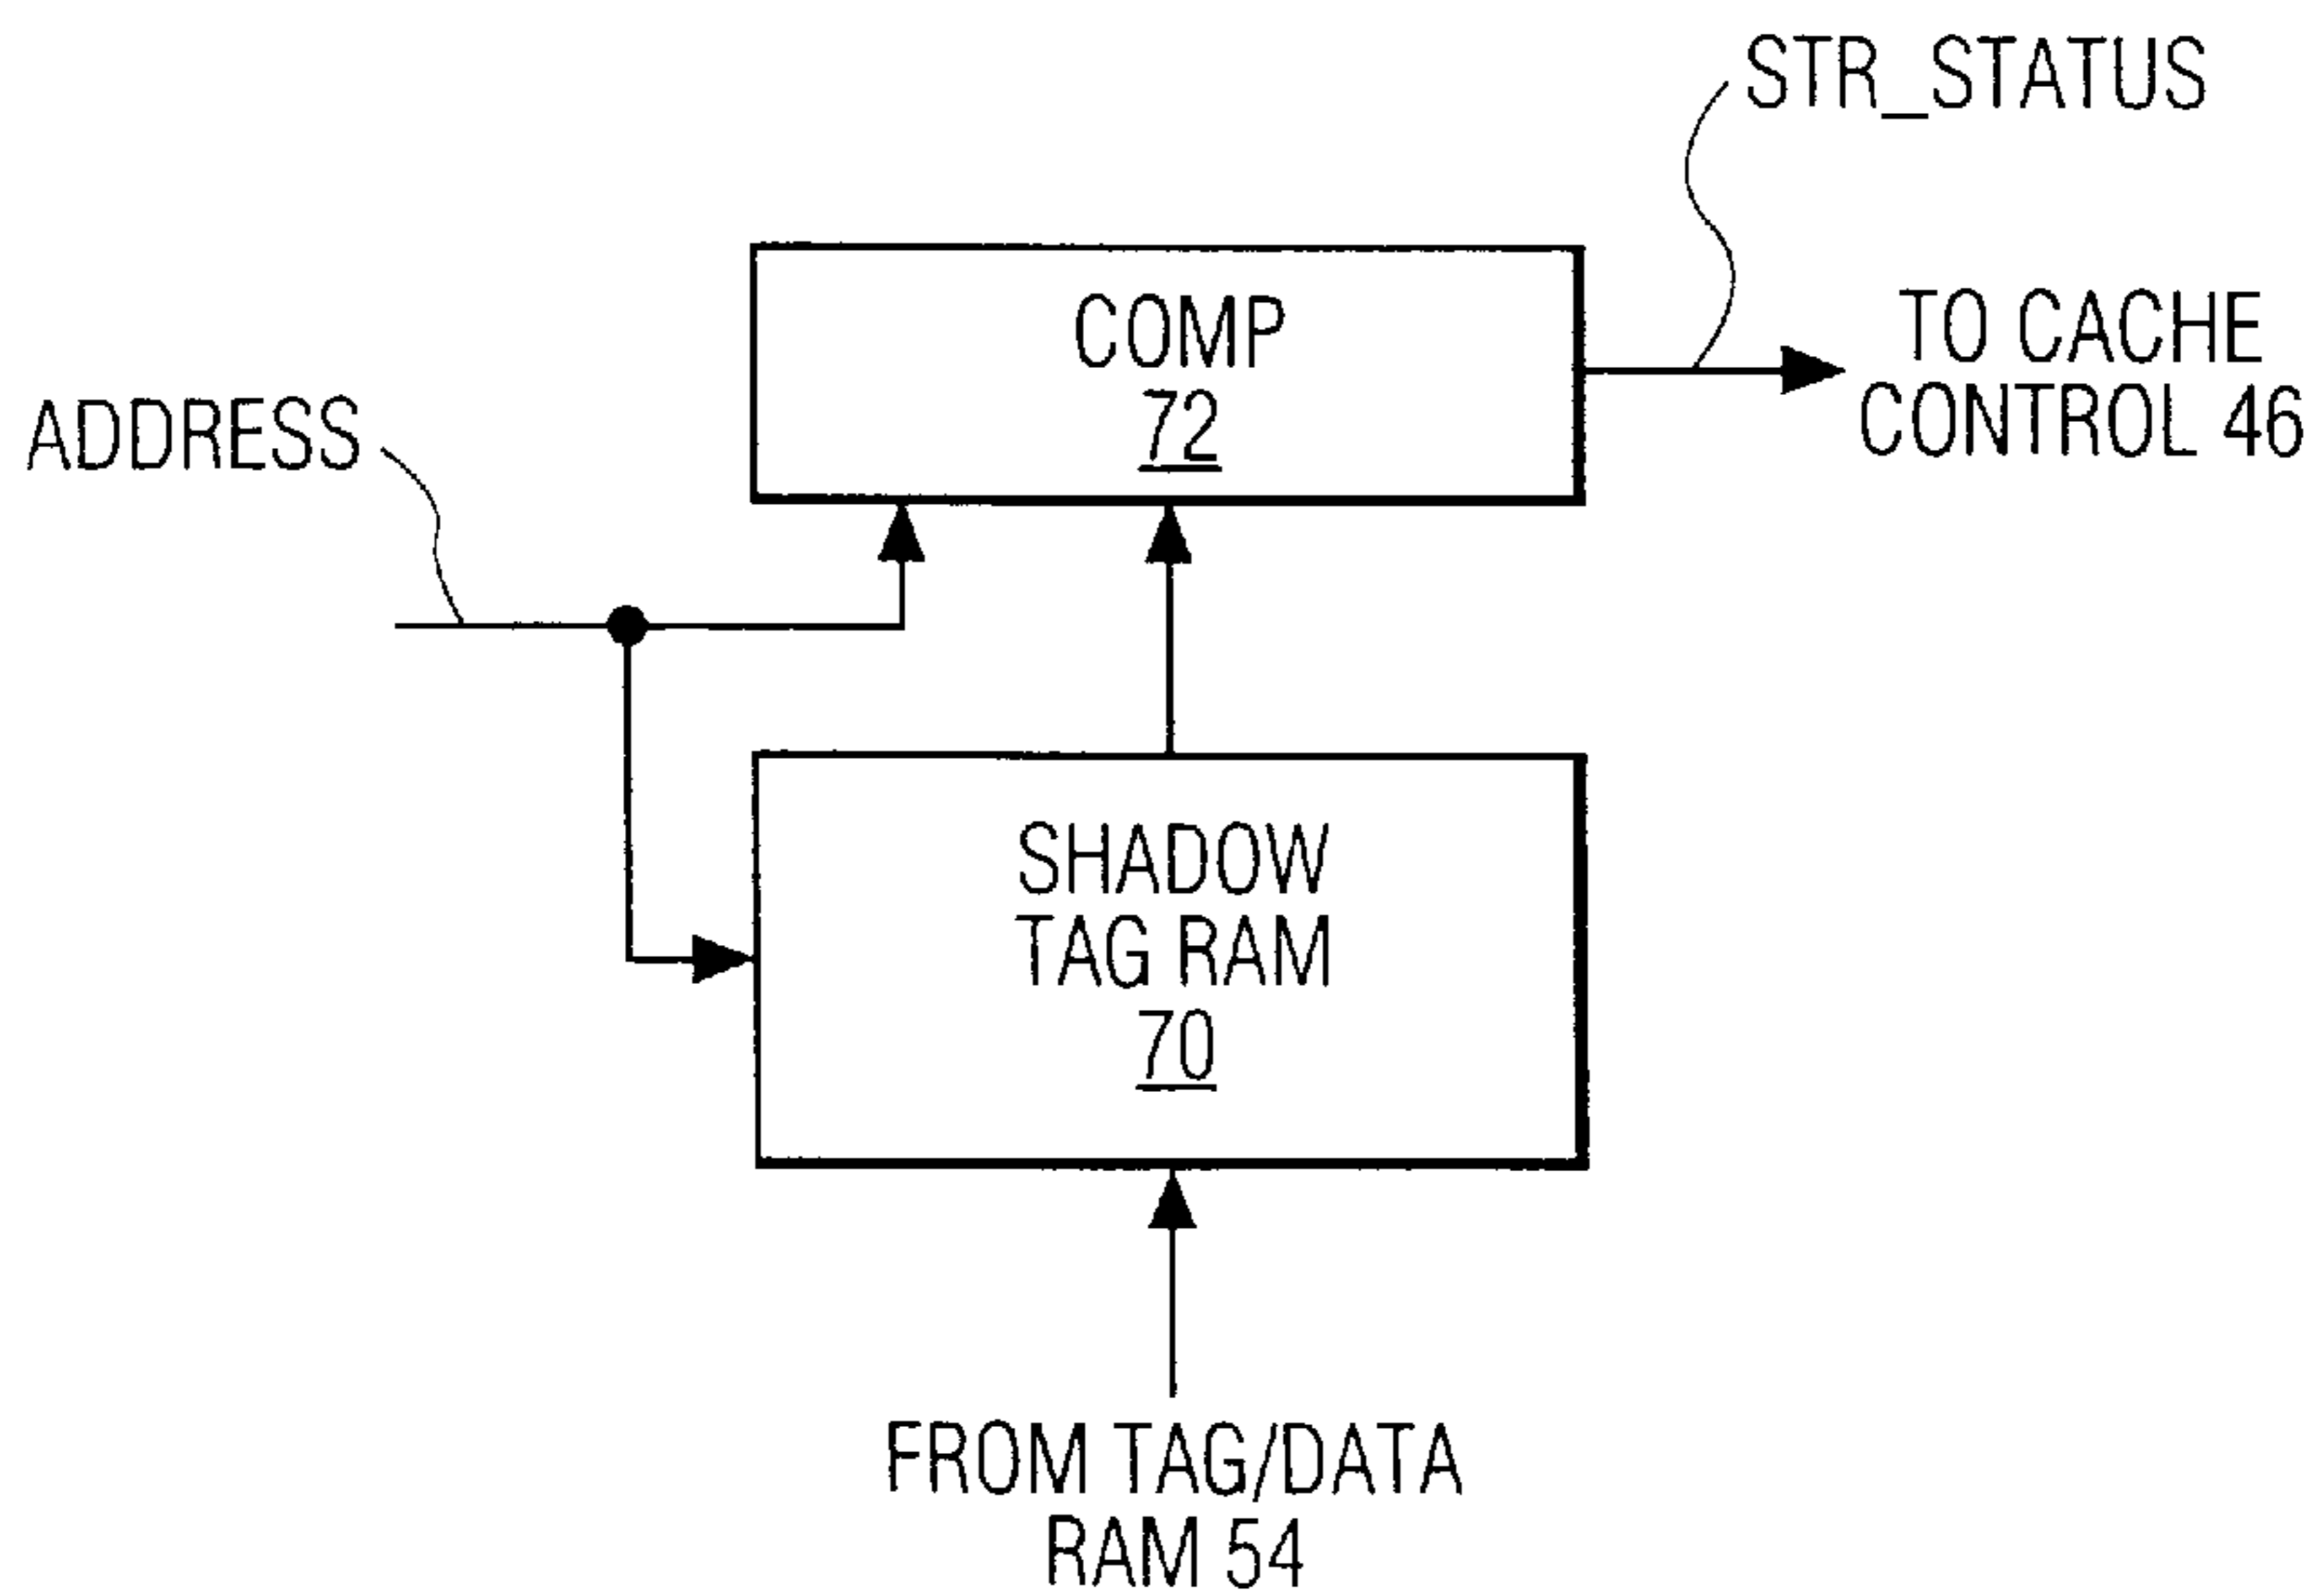 STR_STATUS
COMP
72
TO CACHE
CONTROL 46
ADDRESS
SHADOW
TAG RAM
70
FROM TAG/DATA
RAM 54